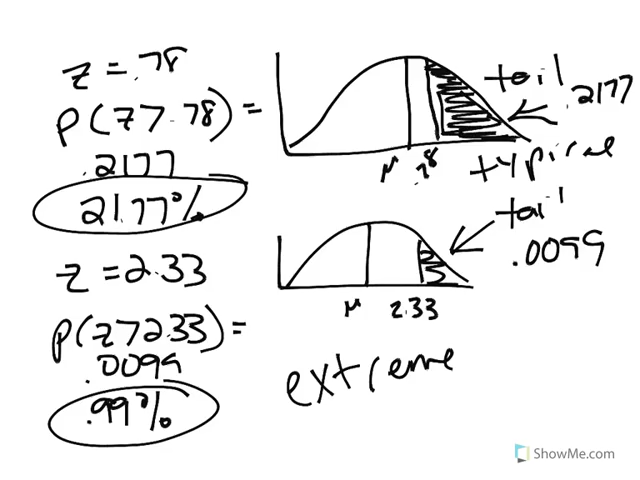 z = .78
P(z>.78) =
.2177
21.77%
tail
.2177
μ .78
typical
z = 2.33
P(z>2.33) =
.0099
.99%
tail
.0099
μ 2.33
extreme
ShowMe.com